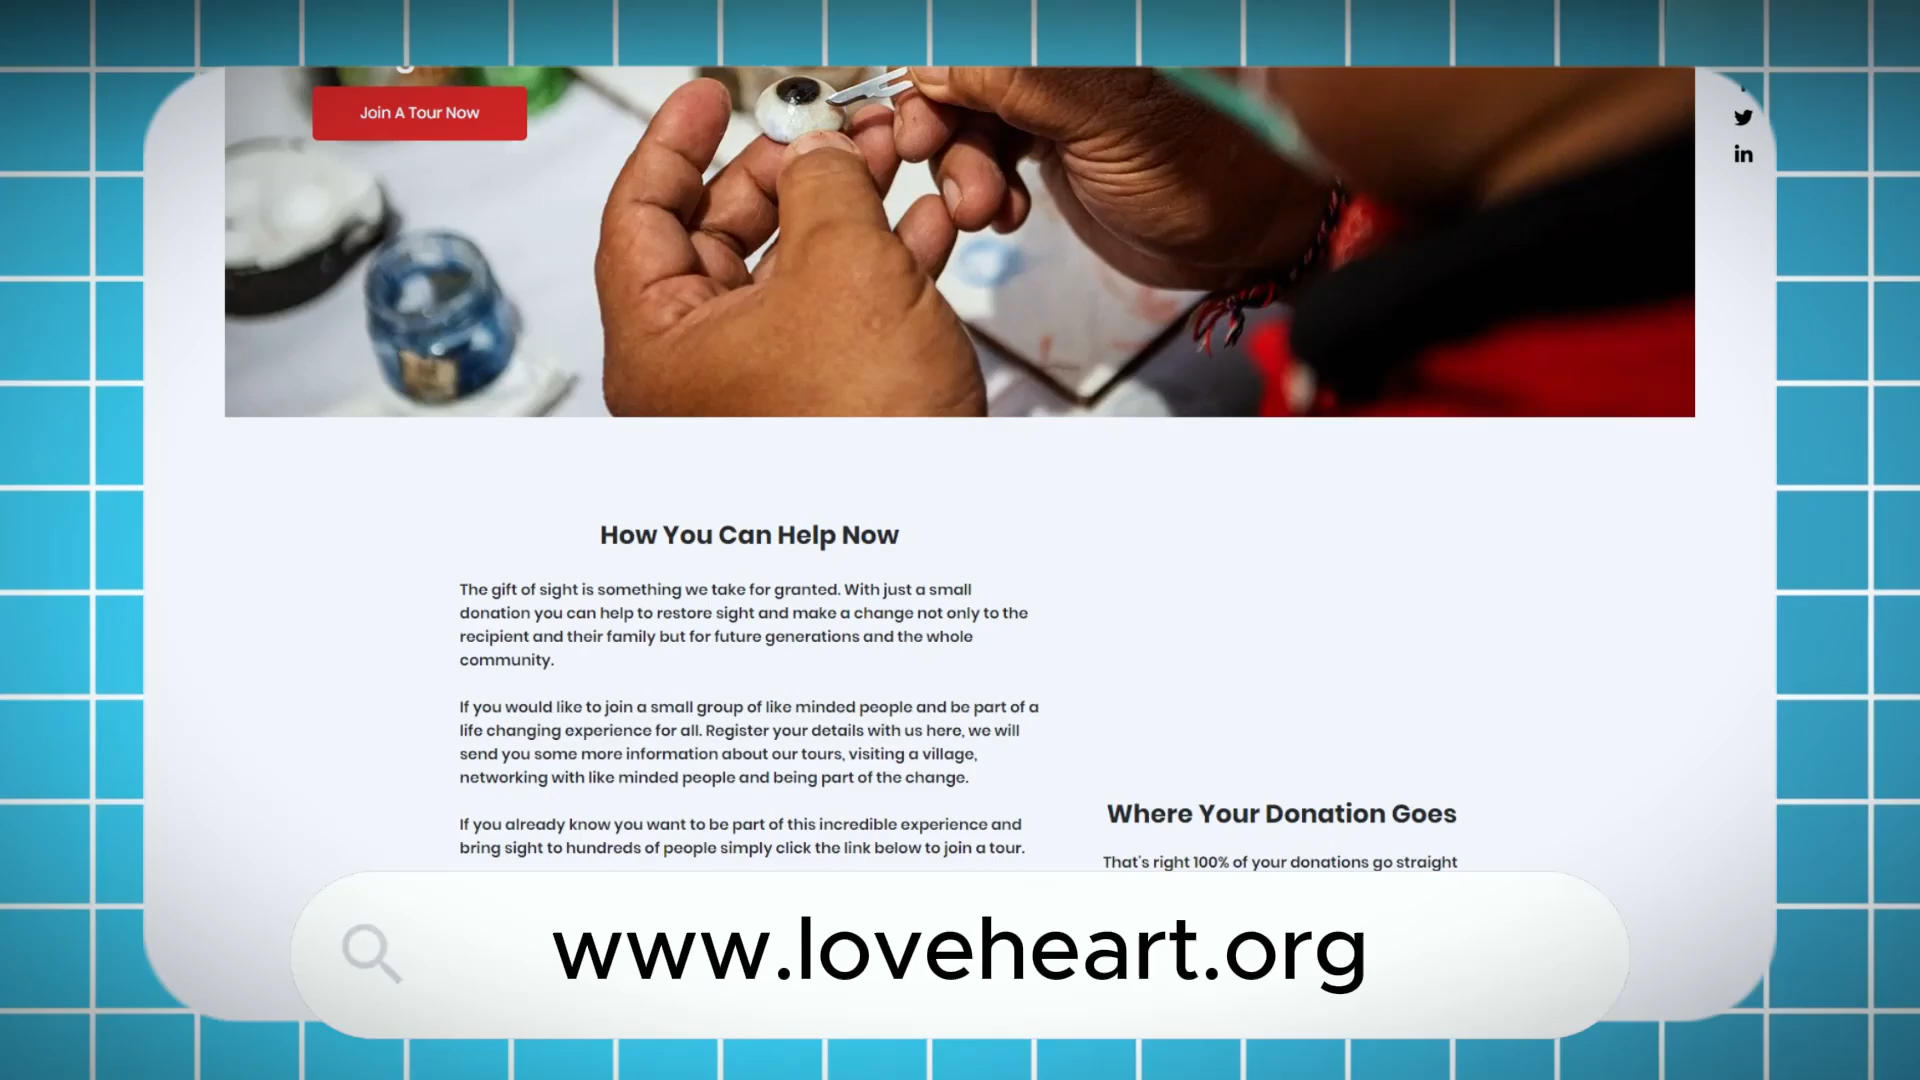 Join A Tour Now
in
How You Can Help Now
The gift of sight is something we take for granted. With just a small
donation you can help to restore sight and make a change not only to the
recipient and their family but for future generations and the whole
community.
If you would like to join a small group of like minded people and be part of a
life changing experience for all. Register your details with us here, we will
send you some more information about our tours, visiting a village,
networking with like minded people and being part of the change.
If you already know you want to be part of this incredible experience and
bring sight to hundreds of people simply click the link below to join a tour.
Where Your Donation Goes
That's right 100% of your donations go straight
www.loveheart.org